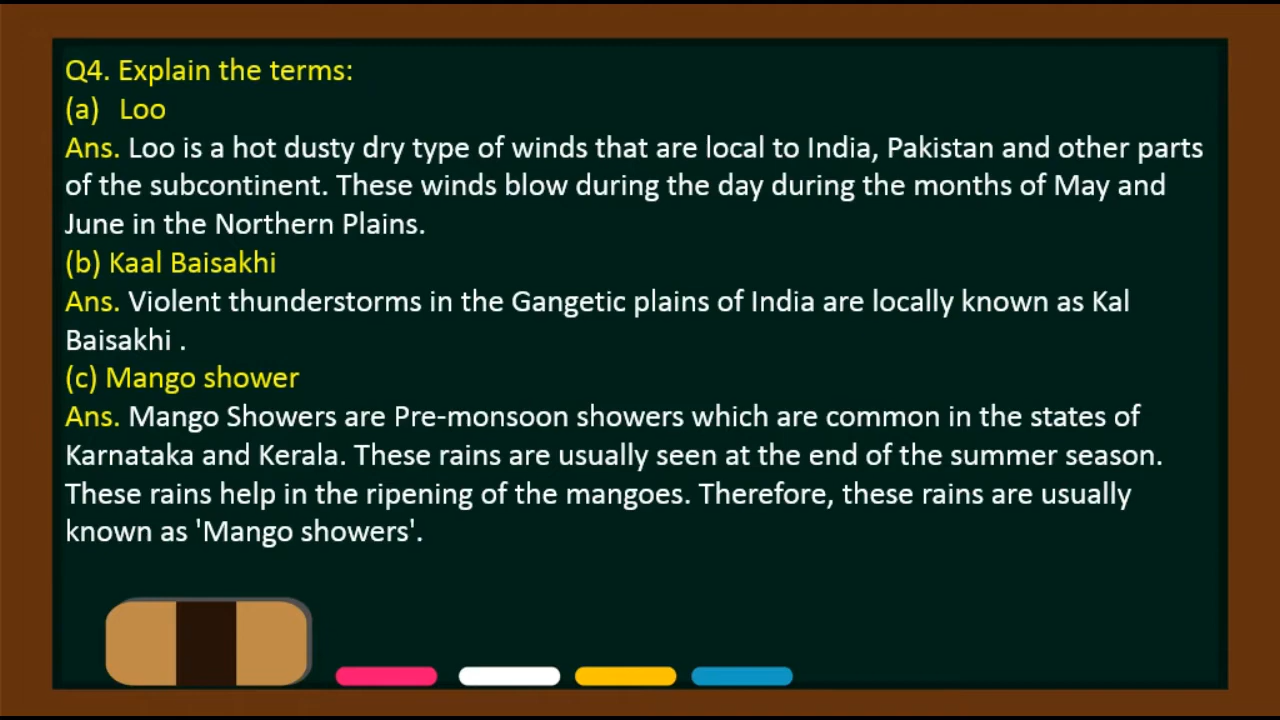 Q4. Explain the terms:
(a) Loo
Ans. Loo is a hot dusty dry type of winds that are local to India, Pakistan and other parts
of the subcontinent. These winds blow during the day during the months of May and
June in the Northern Plains.
(b) Kaal Baisakhi
Ans. Violent thunderstorms in the Gangetic plains of India are locally known as Kal
Baisakhi .
(c) Mango shower
Ans. Mango Showers are Pre-monsoon showers which are common in the states of
Karnataka and Kerala. These rains are usually seen at the end of the summer season.
These rains help in the ripening of the mangoes. Therefore, these rains are usually
known as 'Mango showers'.